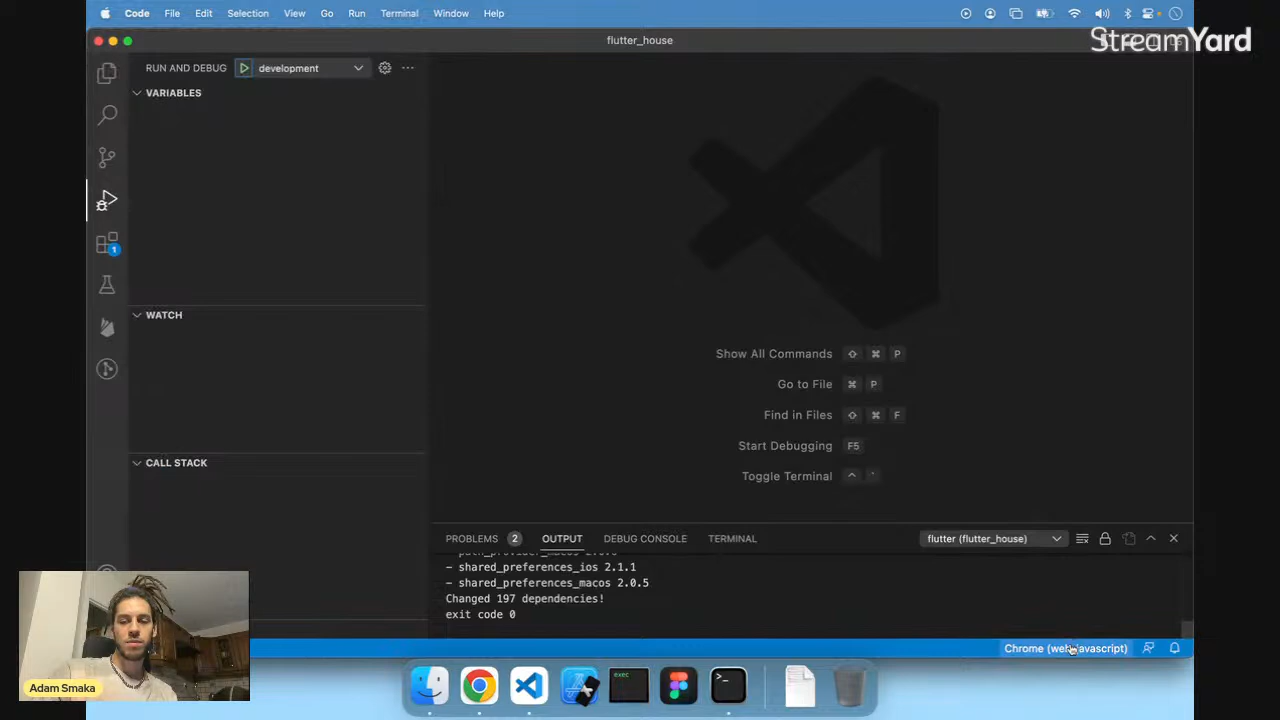 Code File Edit Selection View Go Run Terminal Window Help
flutter_house
StreamYard
RUN AND DEBUG development
VARIABLES
1
WATCH
CALL STACK
Show All Commands ⇧ ⌘ P
Go to File ⌘ P
Find in Files ⇧ ⌘ F
Start Debugging F5
Toggle Terminal ^ `
PROBLEMS 2 OUTPUT DEBUG CONSOLE TERMINAL flutter (flutter_house)
- shared_preferences_ios 2.1.1
- shared_preferences_macos 2.0.5
Changed 197 dependencies!
exit code 0
Chrome (web-javascript)
exec
>_
Adam Smaka